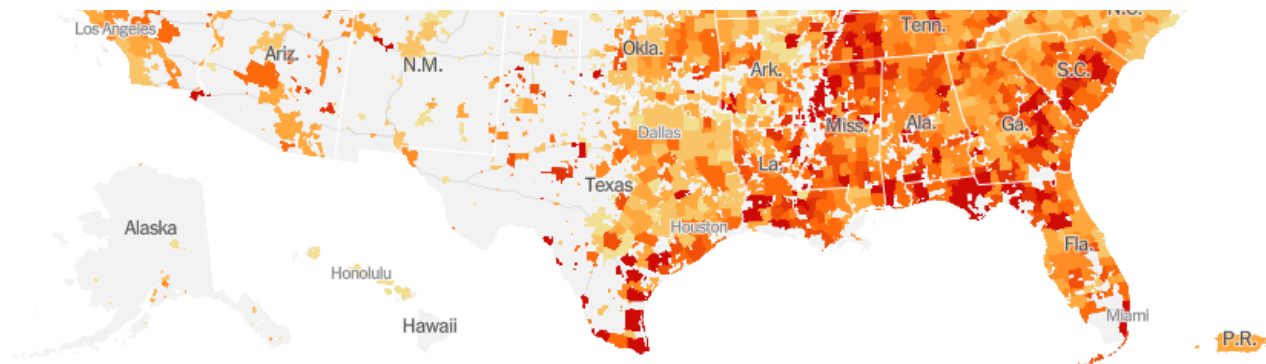 N.C.
Los Angeles
Tenn.
Okla.
Ariz.
N.M.
Ark.
S.C.
Dallas
Miss.
Ala.
Ga.
La.
Texas
Alaska
Houston
Fla.
Honolulu
Miami
Hawaii
P.R.